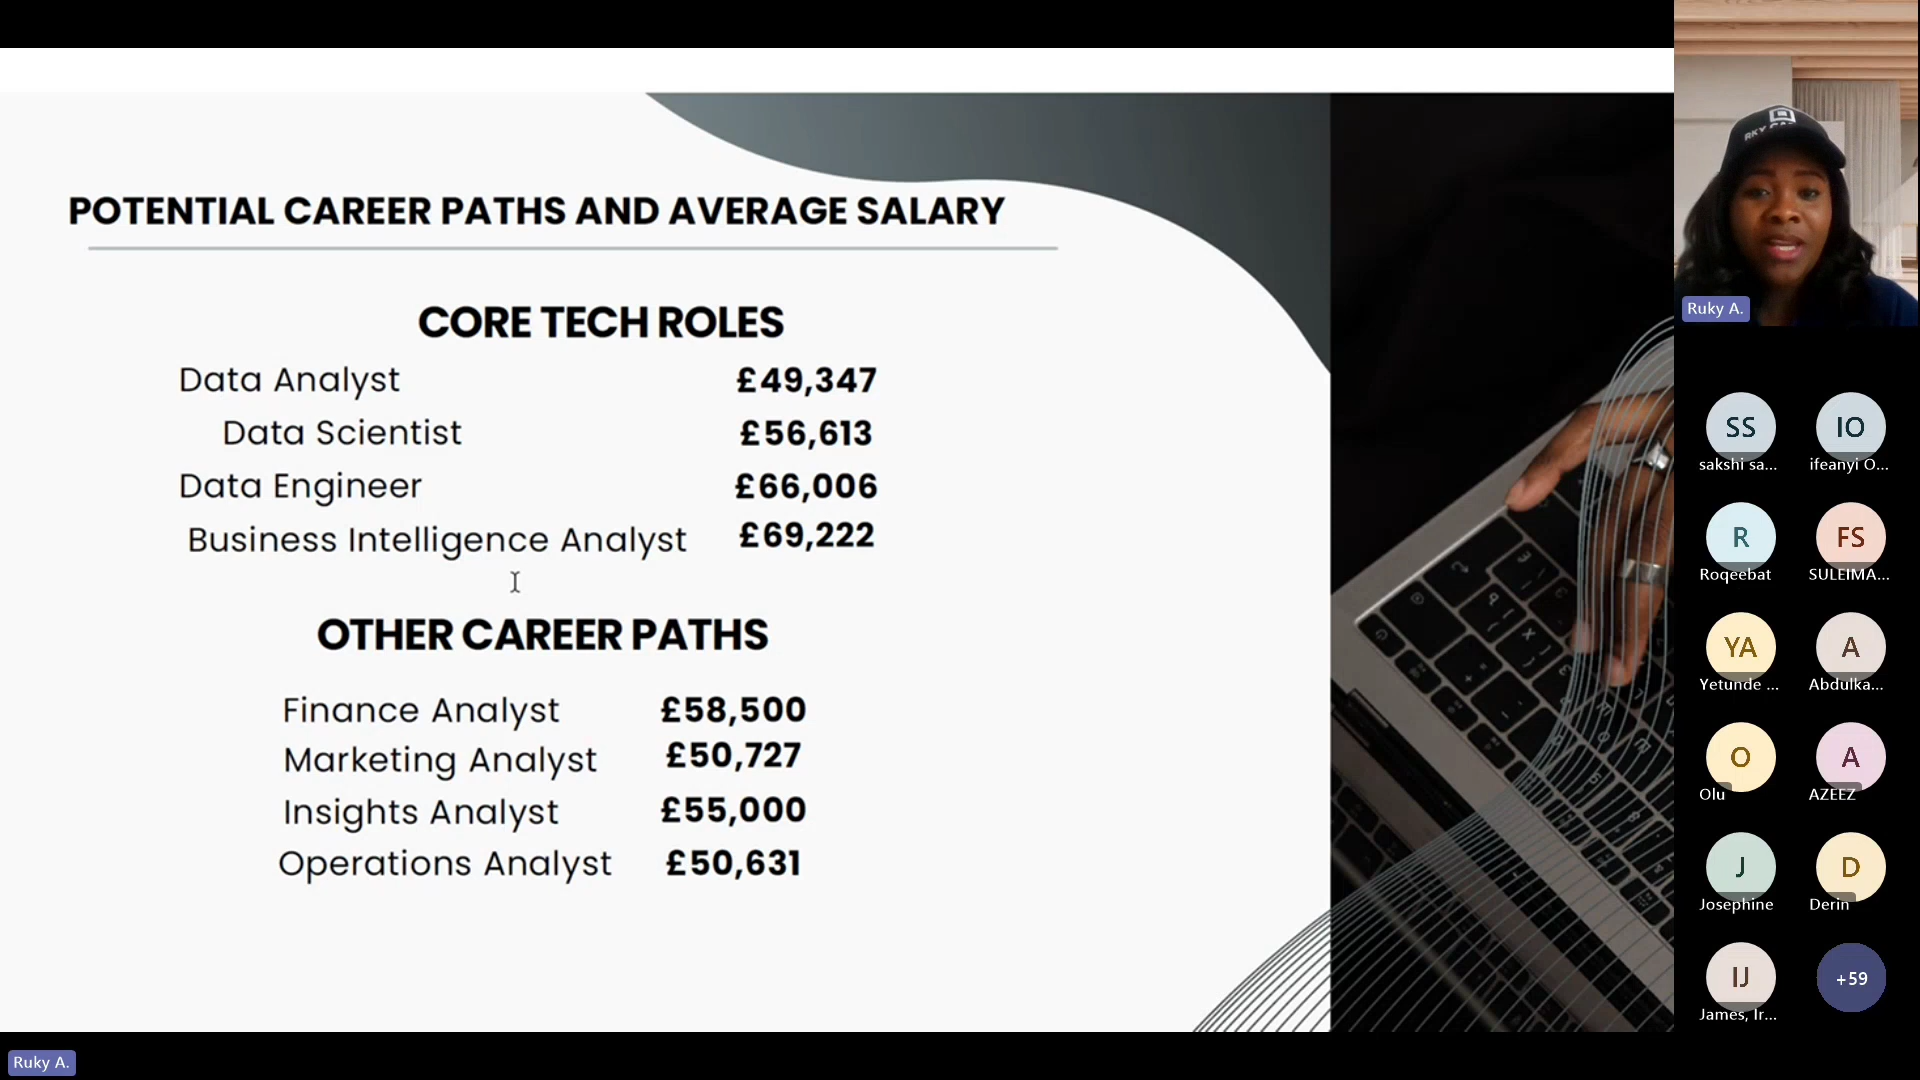 POTENTIAL CAREER PATHS AND AVERAGE SALARY
CORE TECH ROLES
Data Analyst £49,347
Data Scientist £56,613
Data Engineer £66,006
Business Intelligence Analyst £69,222
OTHER CAREER PATHS
Finance Analyst £58,500
Marketing Analyst £50,727
Insights Analyst £55,000
Operations Analyst £50,631
Ruky A.
Ruky A.
SS IO
sakshi sa... ifeanyi O...
R FS
Roqeebat SULEIMA...
YA A
Yetunde ... Abdulka...
O A
Olu AZEEZ
J D
Josephine Derin
IJ +59
James, Ir...